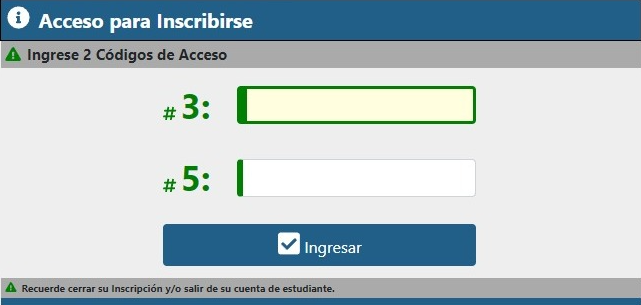 Acceso para Inscribirse
Ingrese 2 Códigos de Acceso
# 3:
# 5:
Ingresar
Recuerde cerrar su Inscripción y/o salir de su cuenta de estudiante.